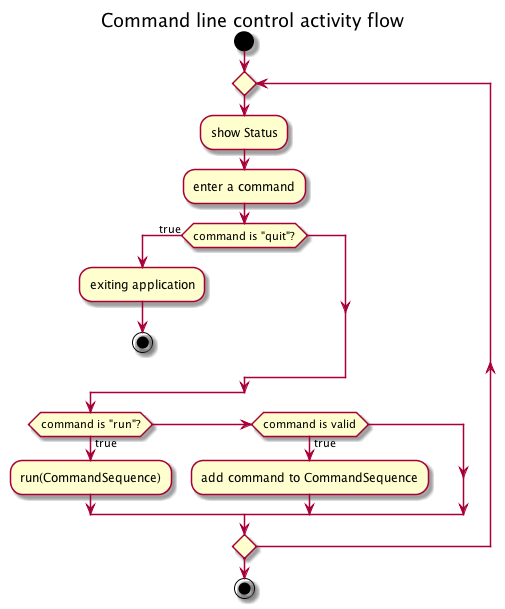 Command line control activity flow
show Status
enter a command
true
command is "quit"?
exiting application
command is "run"?
command is valid
true
true
run(CommandSequence)
add command to CommandSequence